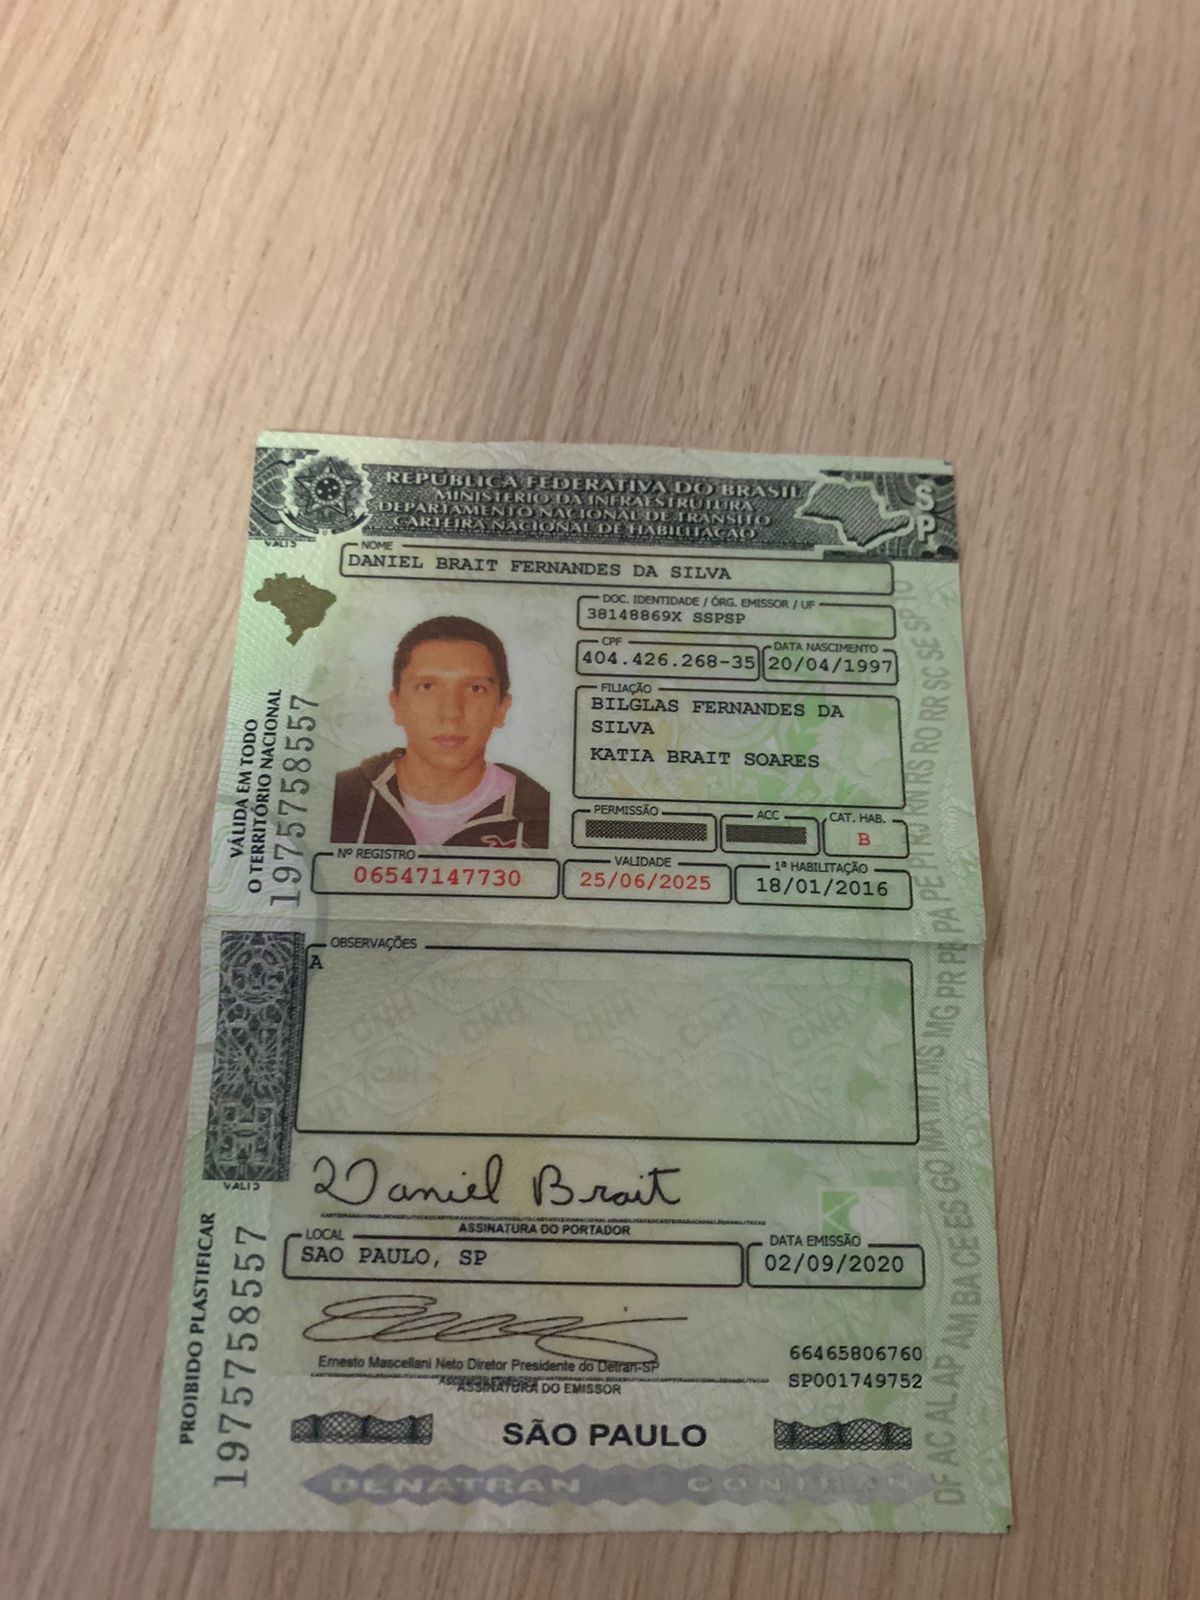 REPÚBLICA FEDERATIVA DO BRASIL
MINISTÉRIO DA INFRAESTRUTURA
DEPARTAMENTO NACIONAL DE TRÂNSITO
CARTEIRA NACIONAL DE HABILITAÇÃO
SP
NOME
DANIEL BRAIT FERNANDES DA SILVA
DOC. IDENTIDADE / ÓRG. EMISSOR / UF
38148869X SSPSP
CPF
404.426.268-35
DATA NASCIMENTO
20/04/1997
FILIAÇÃO
BILGLAS FERNANDES DA
SILVA
KATIA BRAIT SOARES
PERMISSÃO
ACC
CAT. HAB.
B
Nº REGISTRO
06547147730
VALIDADE
25/06/2025
1ª HABILITAÇÃO
18/01/2016
VÁLIDA EM TODO
O TERRITÓRIO NACIONAL
1975758557
OBSERVAÇÕES
A
Daniel Brait
ASSINATURA DO PORTADOR
LOCAL
SAO PAULO, SP
DATA EMISSÃO
02/09/2020
Ernesto Mascellani Neto Diretor Presidente do Detran-SP
ASSINATURA DO EMISSOR
66465806760
SP001749752
PROIBIDO PLASTIFICAR
1975758557
SÃO PAULO
DENATRAN CONTRAN
DF AC AL AP AM BA CE ES GO MA MT MS MG PR PB PA PE PI RJ RN RS RO RR SC SE SP TO